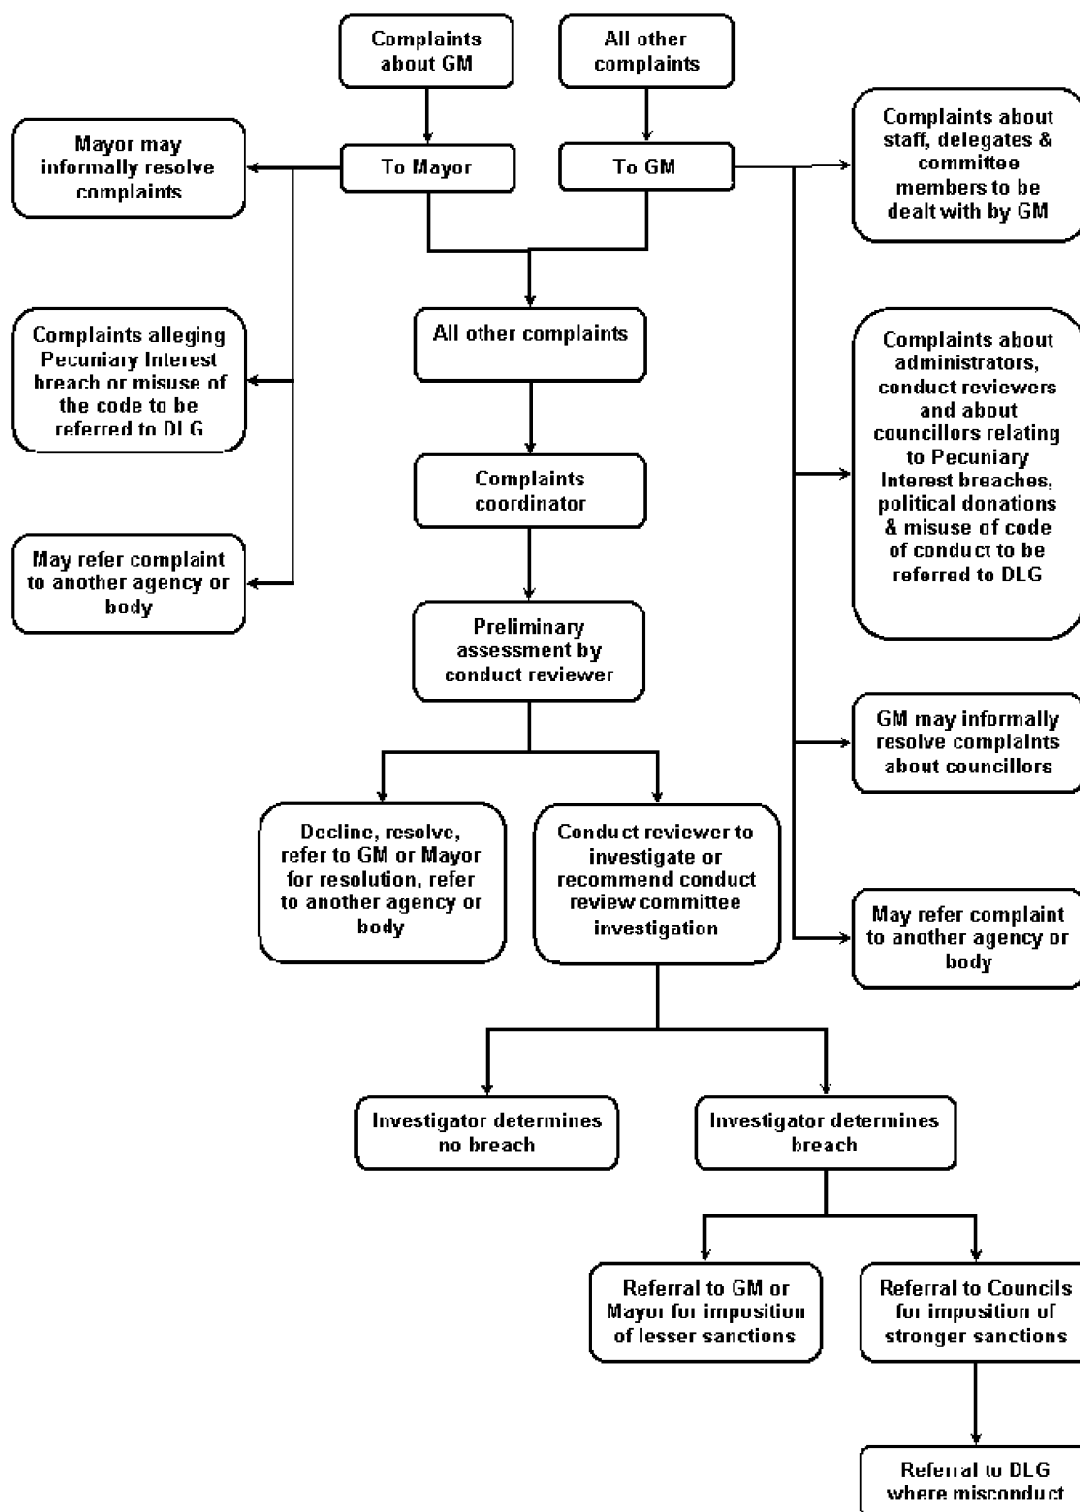 Complaints
about GM
All other
complaints
Mayor may
informally resolve
complaints
To Mayor
To GM
Complaints about
staff, delegates &
committee
members to be
dealt with by GM
Complaints alleging
Pecuniary Interest
breach or misuse of
the code to be
referred to DLG
All other complaints
Complaints about
administrators,
conduct reviewers
and about
councillors relating
to Pecuniary
Interest breaches,
political donations
& misuse of code
of conduct to be
referred to DLG
Complaints
coordinator
May refer complaint
to another agency or
body
Preliminary
assessment by
conduct reviewer
GM may informally
resolve complaints
about councillors
Decline, resolve,
refer to GM or Mayor
for resolution, refer
to another agency or
body
Conduct reviewer to
investigate or
recommend conduct
review committee
investigation
May refer complaint
to another agency or
body
Investigator determines
no breach
Investigator determines
breach
Referral to GM or
Mayor for imposition
of lesser sanctions
Referral to Councils
for imposition of
stronger sanctions
Referral to DLG
where misconduct